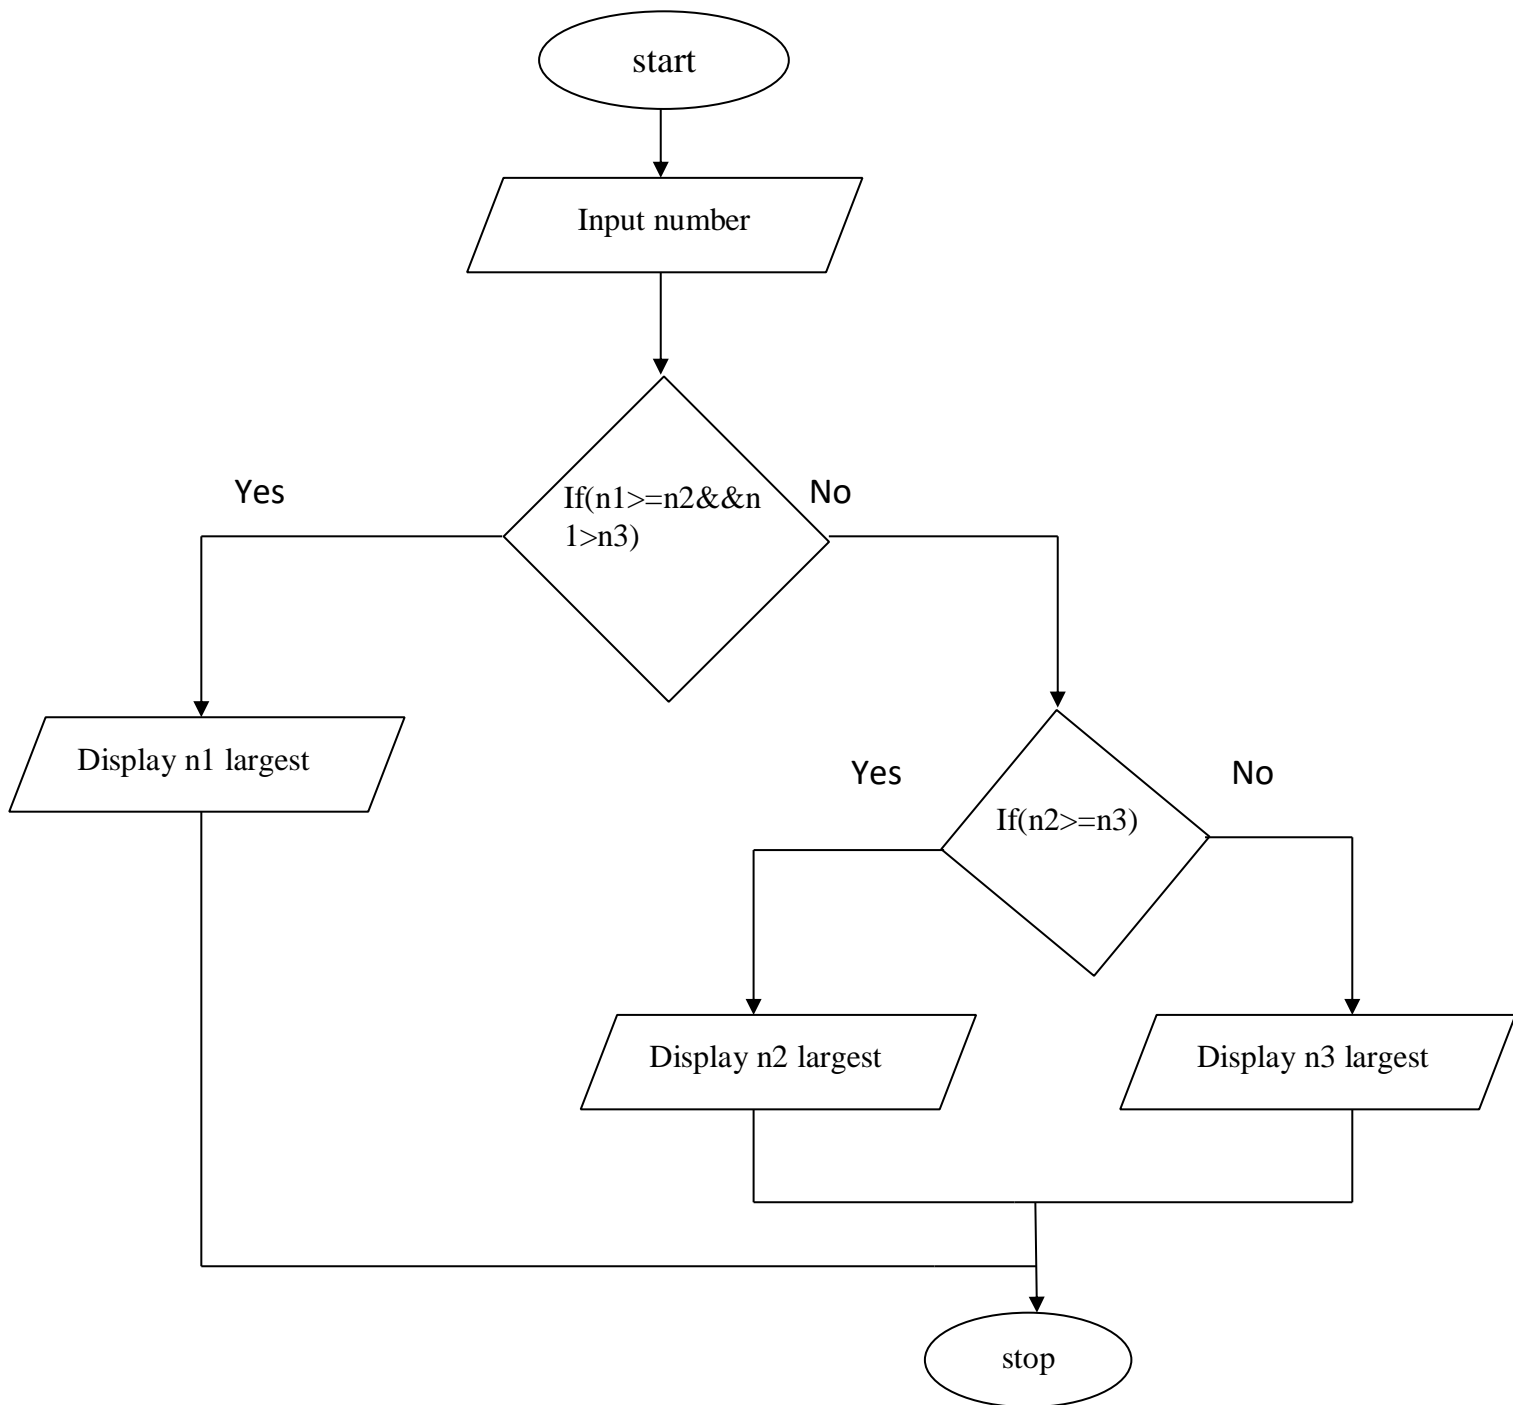 start
Input number
Yes
No
If(n1>=n2&&n
1>n3)
Display n1 largest
Yes
No
If(n2>=n3)
Display n2 largest
Display n3 largest
stop